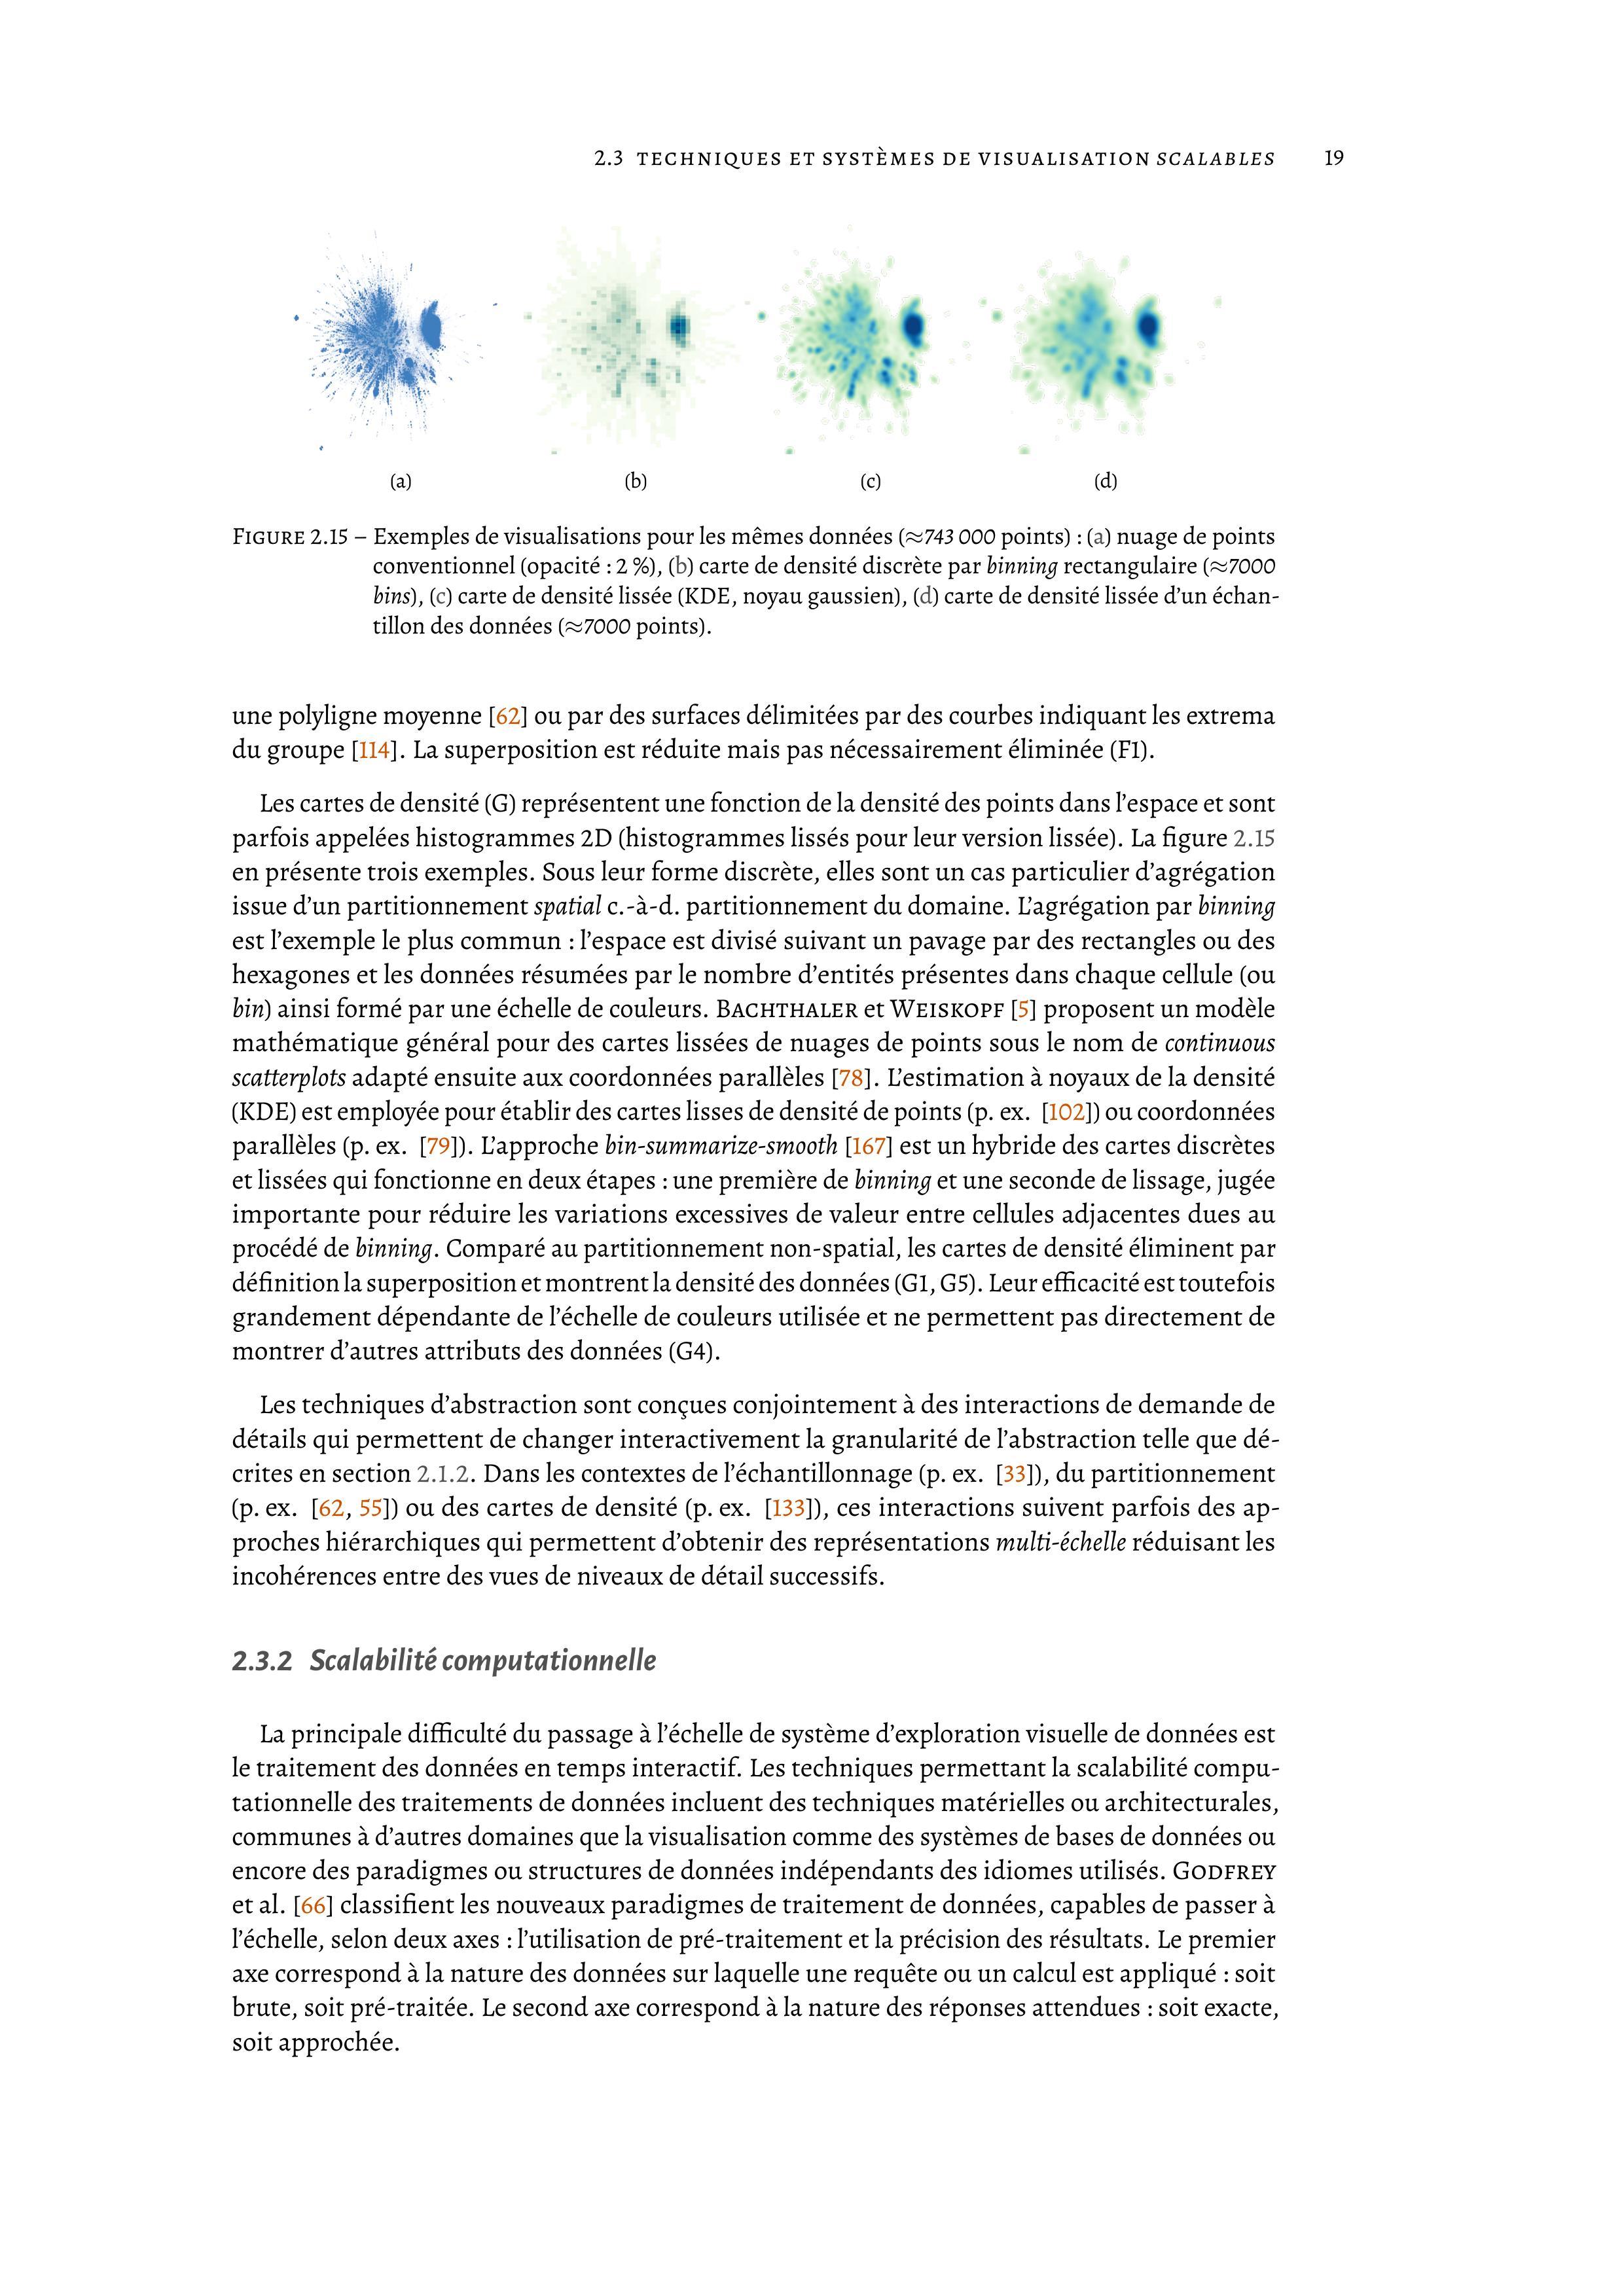 2.3 TECHNIQUES ET SYSTÈMES DE VISUALISATION SCALABLES 19
(a) (b) (c) (d)
FIGURE 2.15 – Exemples de visualisations pour les mêmes données (≈743 000 points) : (a) nuage de points
conventionnel (opacité : 2 %), (b) carte de densité discrète par binning rectangulaire (≈7000
bins), (c) carte de densité lissée (KDE, noyau gaussien), (d) carte de densité lissée d'un échan-
tillon des données (≈7000 points).
une polyligne moyenne [62] ou par des surfaces délimitées par des courbes indiquant les extrema
du groupe [114]. La superposition est réduite mais pas nécessairement éliminée (F1).
Les cartes de densité (G) représentent une fonction de la densité des points dans l'espace et sont
parfois appelées histogrammes 2D (histogrammes lissés pour leur version lissée). La figure 2.15
en présente trois exemples. Sous leur forme discrète, elles sont un cas particulier d'agrégation
issue d'un partitionnement spatial c.-à-d. partitionnement du domaine. L'agrégation par binning
est l'exemple le plus commun : l'espace est divisé suivant un pavage par des rectangles ou des
hexagones et les données résumées par le nombre d'entités présentes dans chaque cellule (ou
bin) ainsi formé par une échelle de couleurs. BACHTHALER et WEISKOPF [5] proposent un modèle
mathématique général pour des cartes lissées de nuages de points sous le nom de continuous
scatterplots adapté ensuite aux coordonnées parallèles [78]. L'estimation à noyaux de la densité
(KDE) est employée pour établir des cartes lisses de densité de points (p. ex. [102]) ou coordonnées
parallèles (p. ex. [79]). L'approche bin-summarize-smooth [167] est un hybride des cartes discrètes
et lissées qui fonctionne en deux étapes : une première de binning et une seconde de lissage, jugée
importante pour réduire les variations excessives de valeur entre cellules adjacentes dues au
procédé de binning. Comparé au partitionnement non-spatial, les cartes de densité éliminent par
définition la superposition et montrent la densité des données (G1, G5). Leur efficacité est toutefois
grandement dépendante de l'échelle de couleurs utilisée et ne permettent pas directement de
montrer d'autres attributs des données (G4).
Les techniques d'abstraction sont conçues conjointement à des interactions de demande de
détails qui permettent de changer interactivement la granularité de l'abstraction telle que dé-
crites en section 2.1.2. Dans les contextes de l'échantillonnage (p. ex. [33]), du partitionnement
(p. ex. [62, 55]) ou des cartes de densité (p. ex. [133]), ces interactions suivent parfois des ap-
proches hiérarchiques qui permettent d'obtenir des représentations multi-échelle réduisant les
incohérences entre des vues de niveaux de détail successifs.
2.3.2 Scalabilité computationnelle
La principale difficulté du passage à l'échelle de système d'exploration visuelle de données est
le traitement des données en temps interactif. Les techniques permettant la scalabilité compu-
tationnelle des traitements de données incluent des techniques matérielles ou architecturales,
communes à d'autres domaines que la visualisation comme des systèmes de bases de données ou
encore des paradigmes ou structures de données indépendants des idiomes utilisés. GODFREY
et al. [66] classifient les nouveaux paradigmes de traitement de données, capables de passer à
l'échelle, selon deux axes : l'utilisation de pré-traitement et la précision des résultats. Le premier
axe correspond à la nature des données sur laquelle une requête ou un calcul est appliqué : soit
brute, soit pré-traitée. Le second axe correspond à la nature des réponses attendues : soit exacte,
soit approchée.